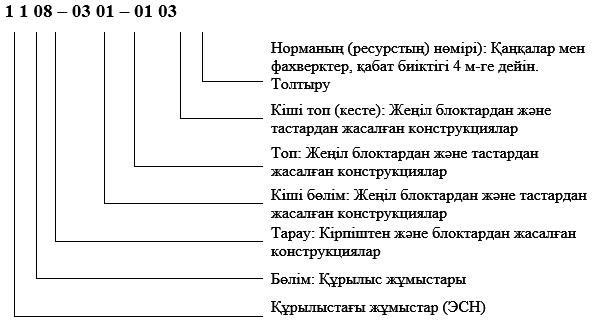 1 1 08 – 03 01 – 01 03
Норманың (ресурстың) нөмірі): Қаңқалар мен
фахверктер, қабат биіктігі 4 м-ге дейін.
Толтыру
Кіші топ (кесте): Жеңіл блоктардан және
тастардан жасалған конструкциялар
Топ: Жеңіл блоктардан және тастардан
жасалған конструкциялар
Кіші бөлім: Жеңіл блоктардан және тастардан
жасалған конструкциялар
Тарау: Кірпіштен және блоктардан жасалған
конструкциялар
Бөлім: Құрылыс жұмыстары
Құрылыстағы жұмыстар (ЭСН)